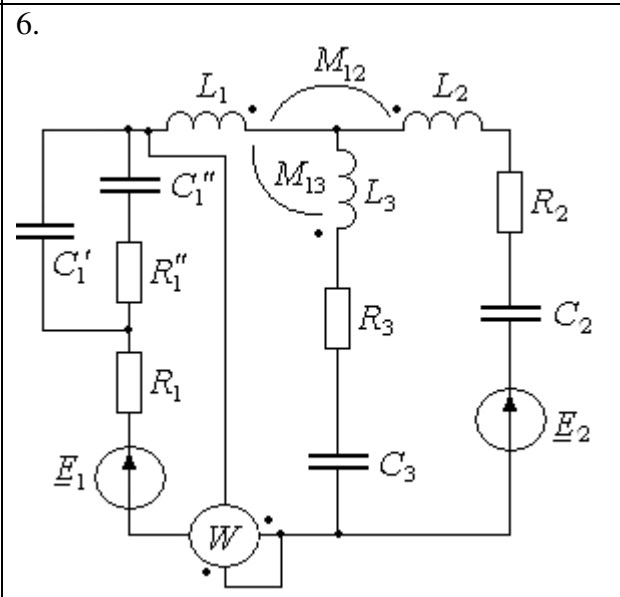 6.
M₁₂
L₁
L₂
C₁″
M₁₃
L₃
R₂
C₁′
R₁″
C₂
R₃
R₁
E₂
E₁
C₃
W